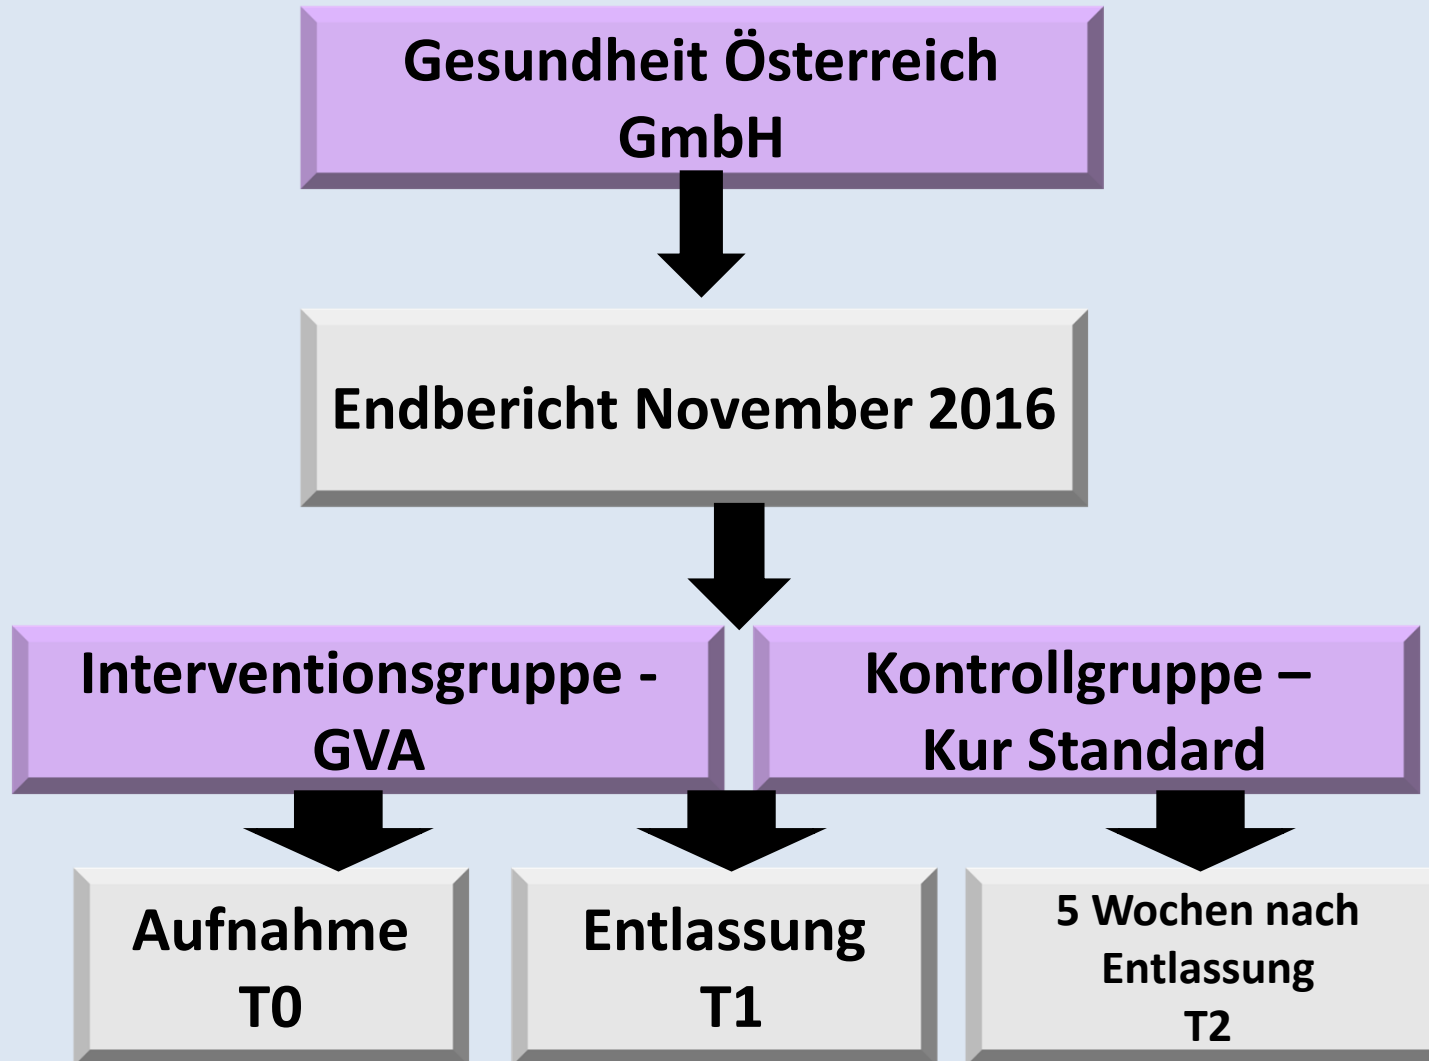 Gesundheit Österreich
GmbH
Endbericht November 2016
Interventionsgruppe -
GVA
Kontrollgruppe –
Kur Standard
Aufnahme
T0
Entlassung
T1
5 Wochen nach
Entlassung
T2